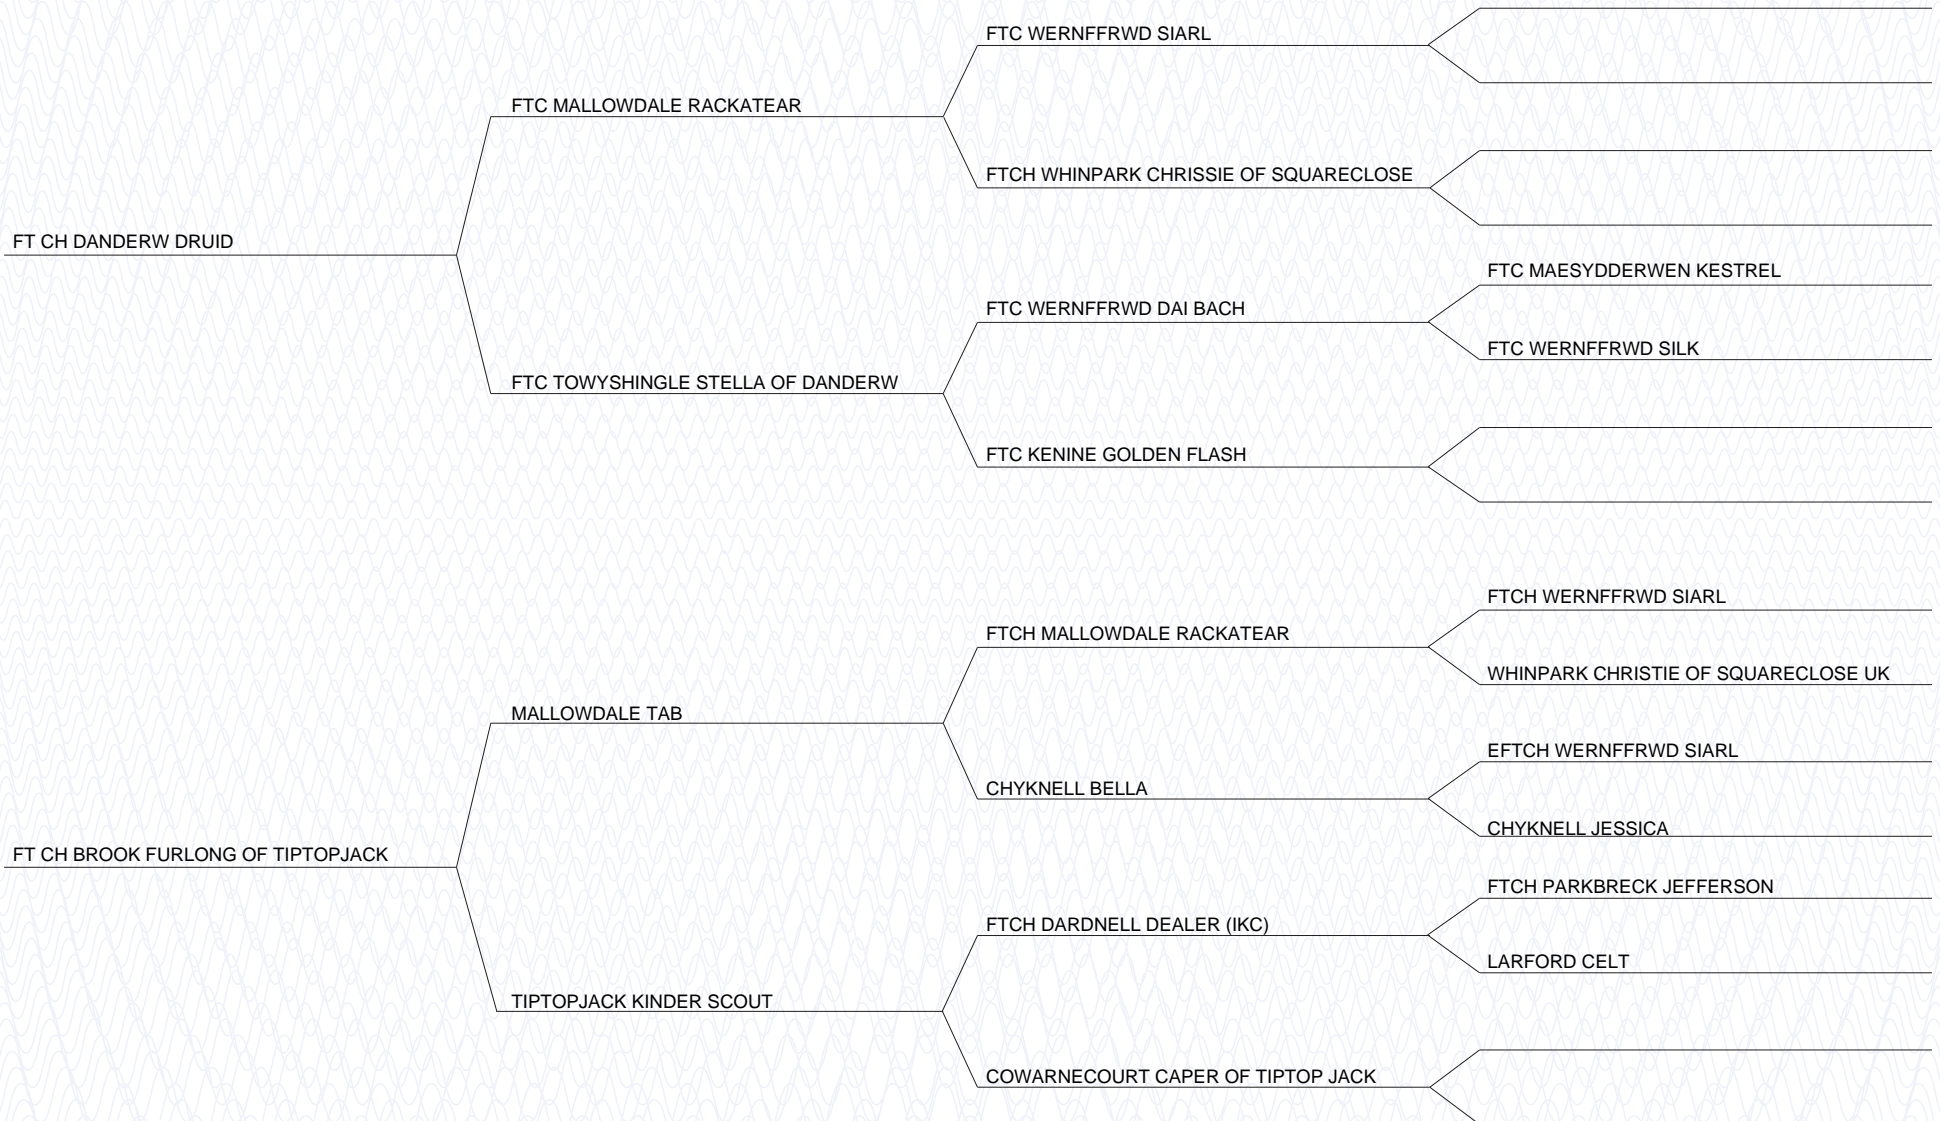 FTC WERNFFRWD SIARL
FTC MALLOWDALE RACKATEAR
FTCH WHINPARK CHRISSIE OF SQUARECLOSE
FT CH DANDERW DRUID
FTC MAESYDDERWEN KESTREL
FTC WERNFFRWD DAI BACH
FTC WERNFFRWD SILK
FTC TOWYSHINGLE STELLA OF DANDERW
FTC KENINE GOLDEN FLASH
FTCH WERNFFRWD SIARL
FTCH MALLOWDALE RACKATEAR
WHINPARK CHRISTIE OF SQUARECLOSE UK
MALLOWDALE TAB
EFTCH WERNFFRWD SIARL
CHYKNELL BELLA
CHYKNELL JESSICA
FT CH BROOK FURLONG OF TIPTOPJACK
FTCH PARKBRECK JEFFERSON
FTCH DARDNELL DEALER (IKC)
LARFORD CELT
TIPTOPJACK KINDER SCOUT
COWARNECOURT CAPER OF TIPTOP JACK